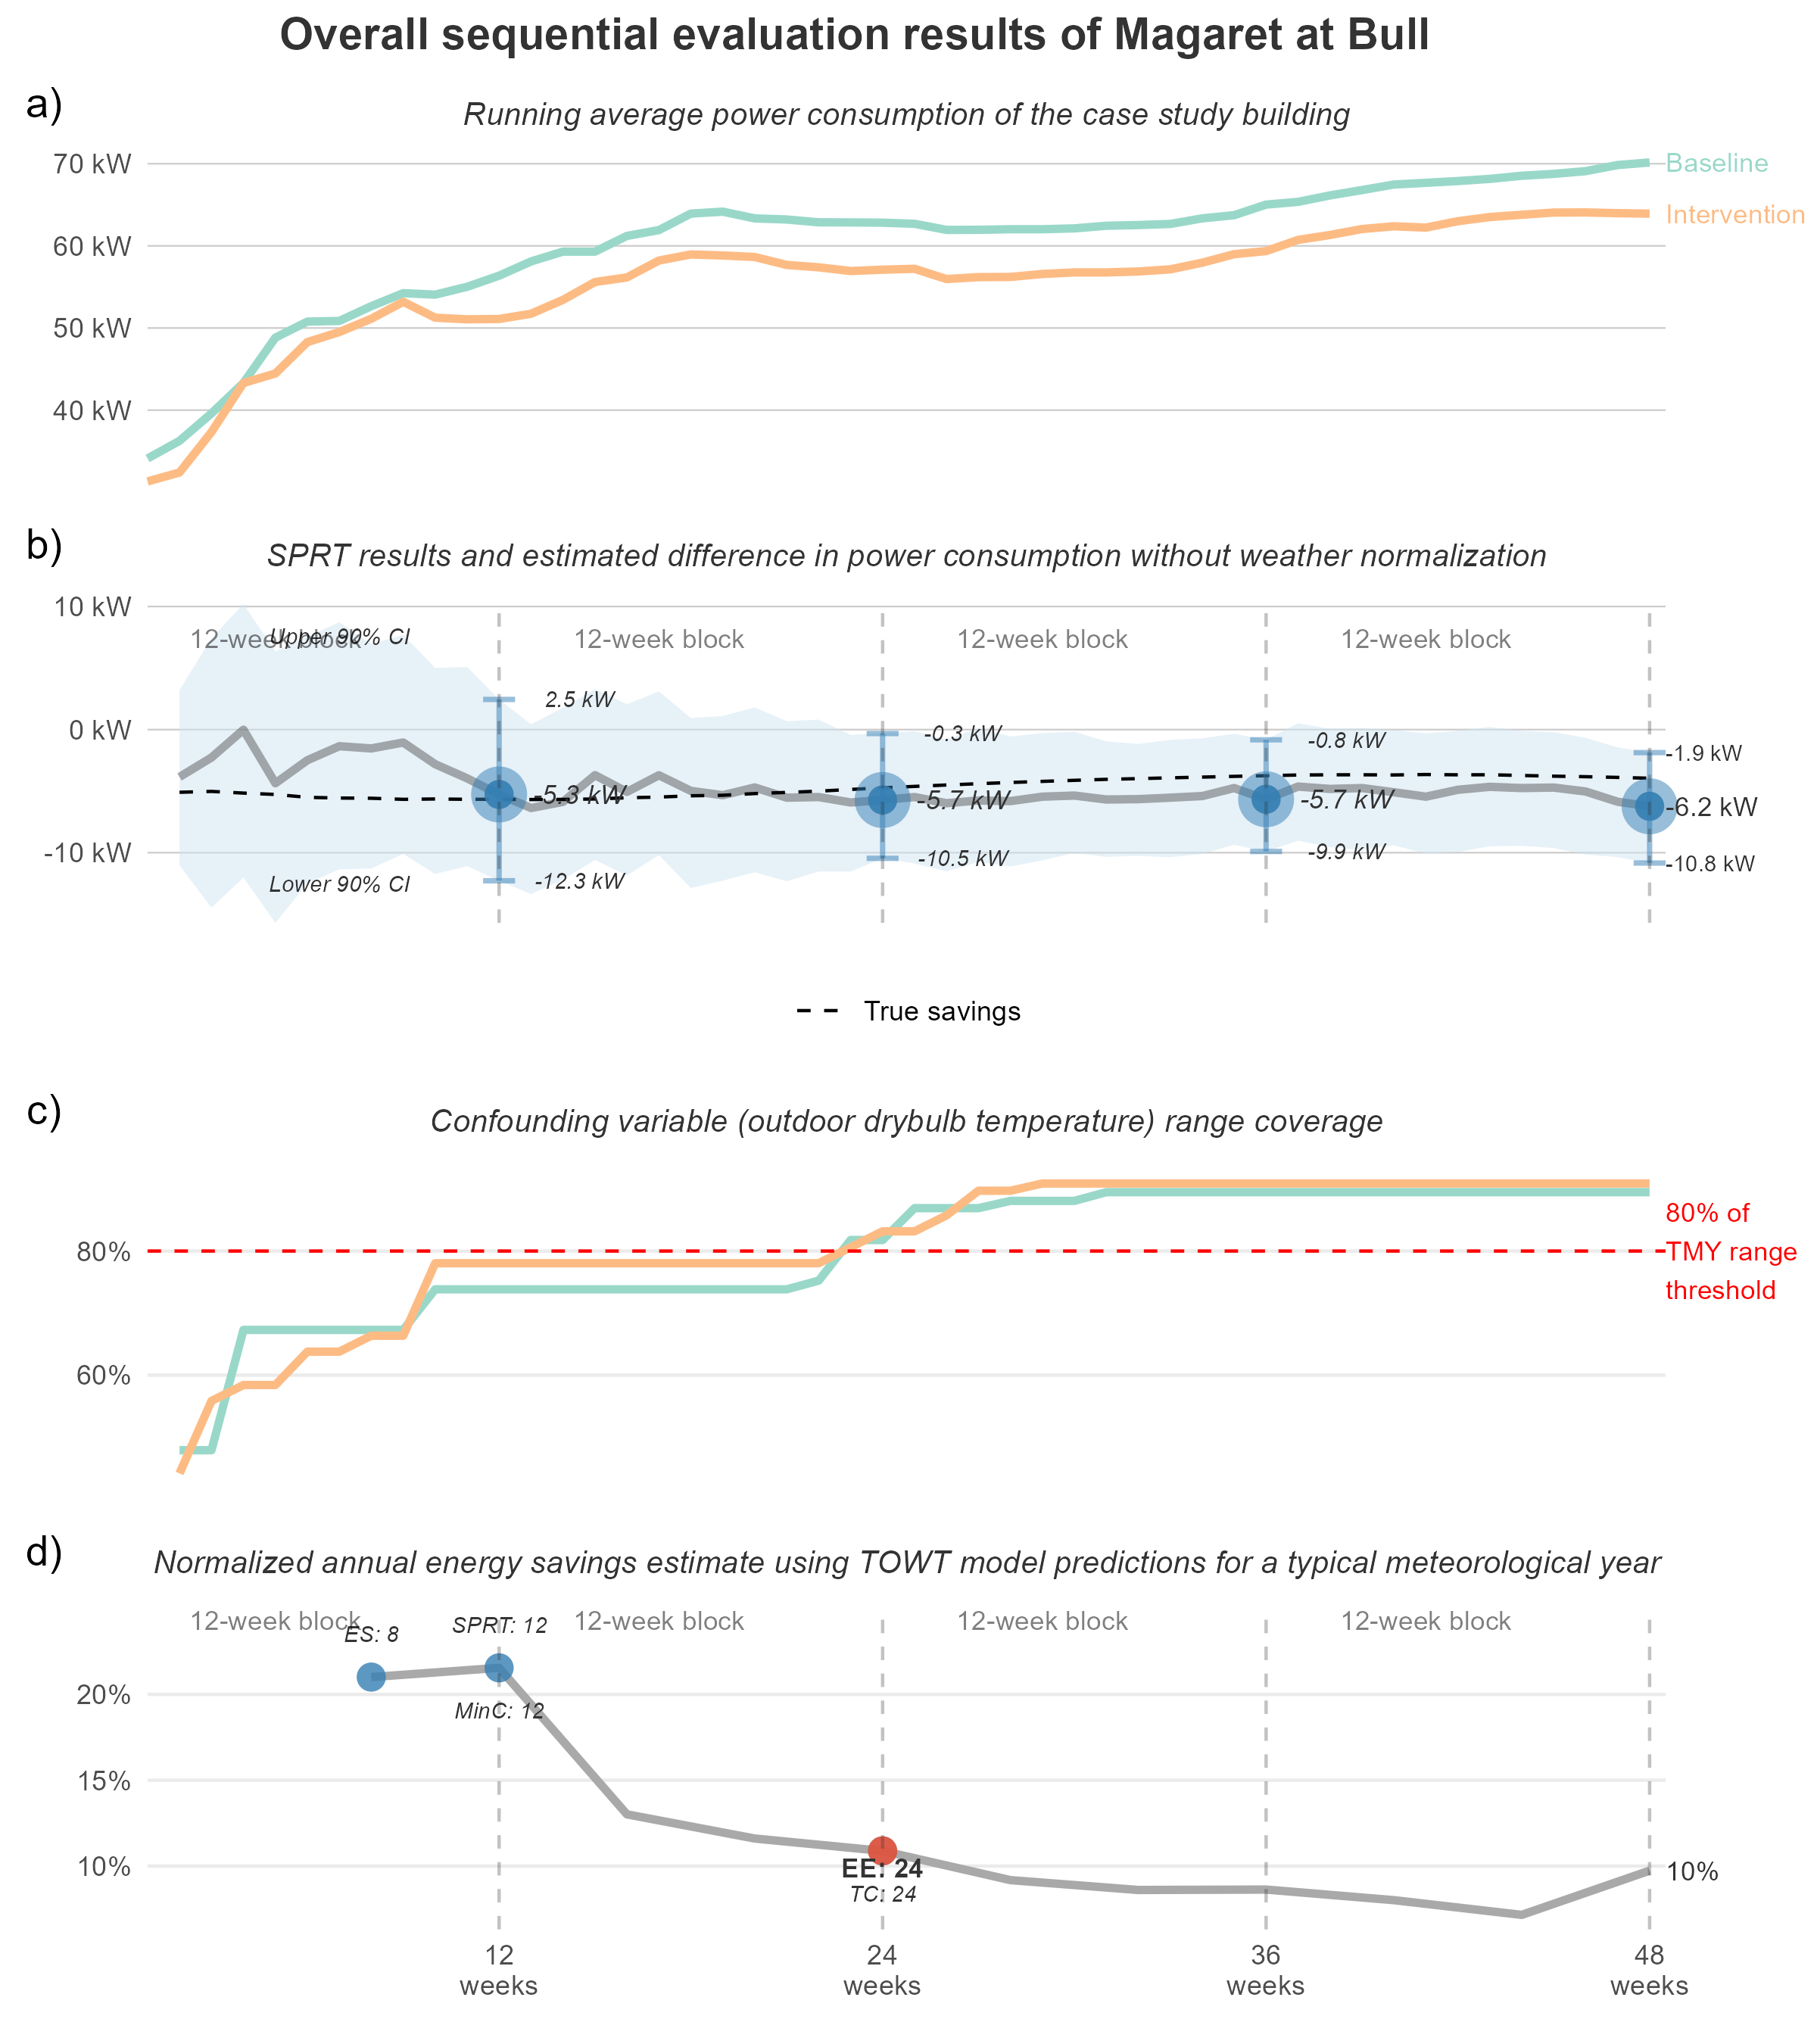 Overall sequential evaluation results of Magaret at Bull
a)
Running average power consumption of the case study building
70 kW
60 kW
50 kW
40 kW
Baseline
Intervention
b)
SPRT results and estimated difference in power consumption without weather normalization
10 kW
0 kW
-10 kW
12-week block
12-week block
12-week block
12-week block
Upper 90% CI
Lower 90% CI
2.5 kW
-5.3 kW
-12.3 kW
-0.3 kW
-5.7 kW
-10.5 kW
-0.8 kW
-5.7 kW
-9.9 kW
-1.9 kW
-6.2 kW
-10.8 kW
True savings
c)
Confounding variable (outdoor drybulb temperature) range coverage
80%
60%
80% of
TMY range
threshold
d)
Normalized annual energy savings estimate using TOWT model predictions for a typical meteorological year
12-week block
12-week block
12-week block
12-week block
ES: 8
SPRT: 12
MinC: 12
20%
15%
10%
EE: 24
TC: 24
10%
12
weeks
24
weeks
36
weeks
48
weeks